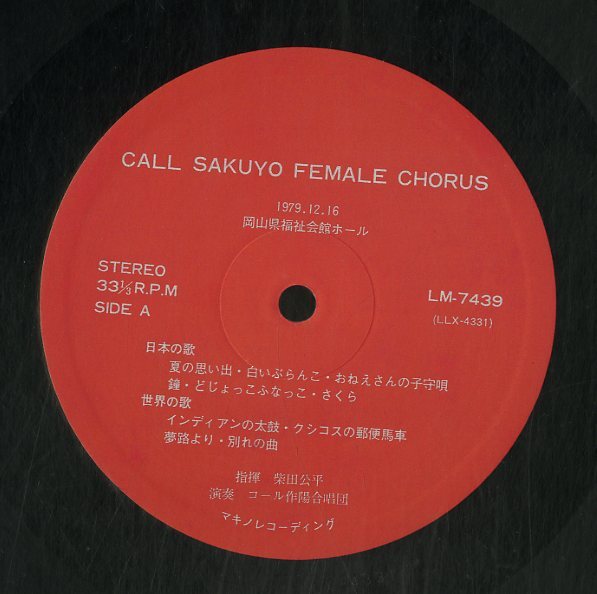 CALL SAKUYO FEMALE CHORUS
1979.12.16
岡山県福祉会館ホール
STEREO
33⅓ R.P.M
SIDE A
LM-7439
(LLX-4331)
日本の歌
夏の思い出・白いぶらんこ・おねえさんの子守唄
鐘・どじょっこふなっこ・さくら
世界の歌
インディアンの太鼓・クシコスの郵便馬車
夢路より・別れの曲
指揮 柴田公平
演奏 コール作陽合唱団
マキノレコーディング